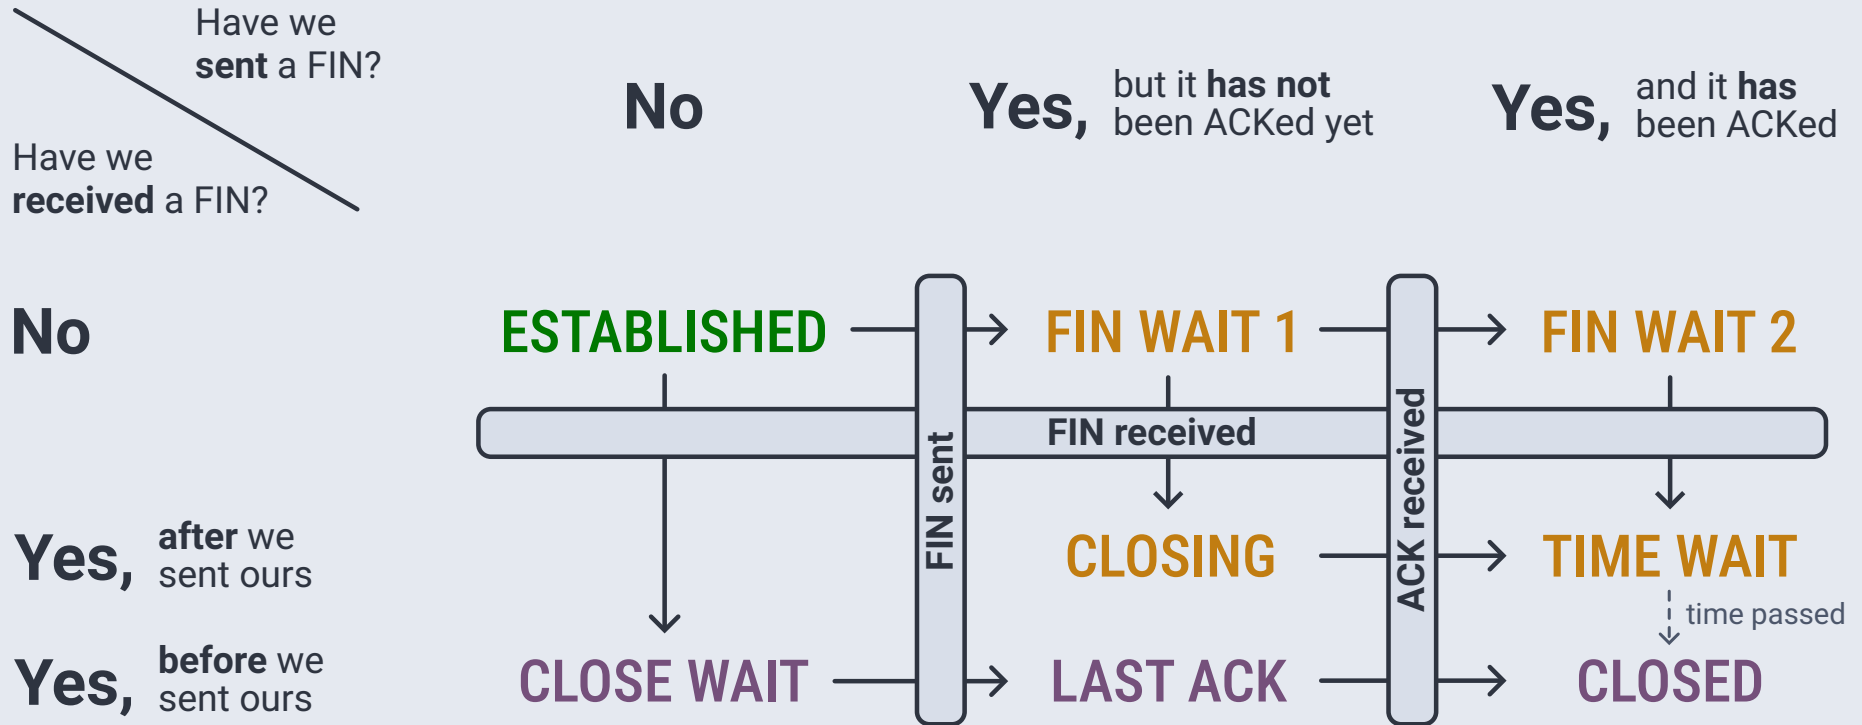 Have we
sent a FIN?
Have we
received a FIN?
No
Yes, but it has not
been ACKed yet
Yes, and it has
been ACKed
No
ESTABLISHED
FIN WAIT 1
FIN WAIT 2
FIN sent
FIN received
ACK received
Yes, after we
sent ours
CLOSING
TIME WAIT
time passed
Yes, before we
sent ours
CLOSE WAIT
LAST ACK
CLOSED